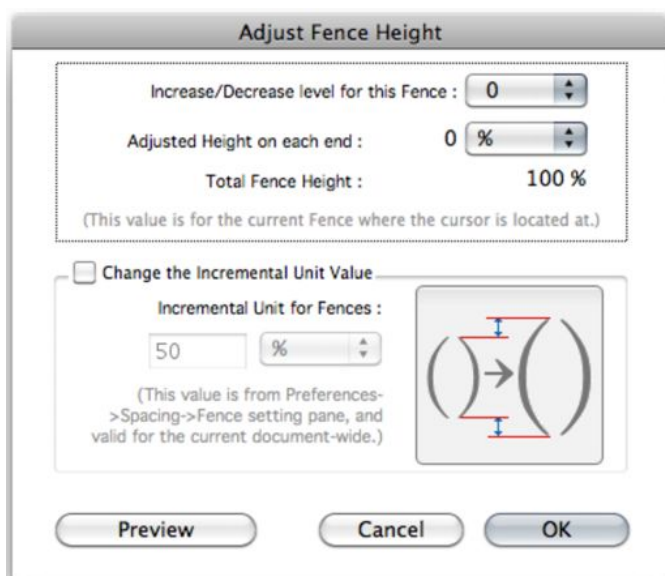 Adjust Fence Height
Increase/Decrease level for this Fence : 0
Adjusted Height on each end : 0 %
Total Fence Height : 100 %
(This value is for the current Fence where the cursor is located at.)
Change the Incremental Unit Value
Incremental Unit for Fences :
50 %
(This value is from Preferences-
>Spacing->Fence setting pane, and
valid for the current document-wide.)
( ) → ( )
Preview Cancel OK